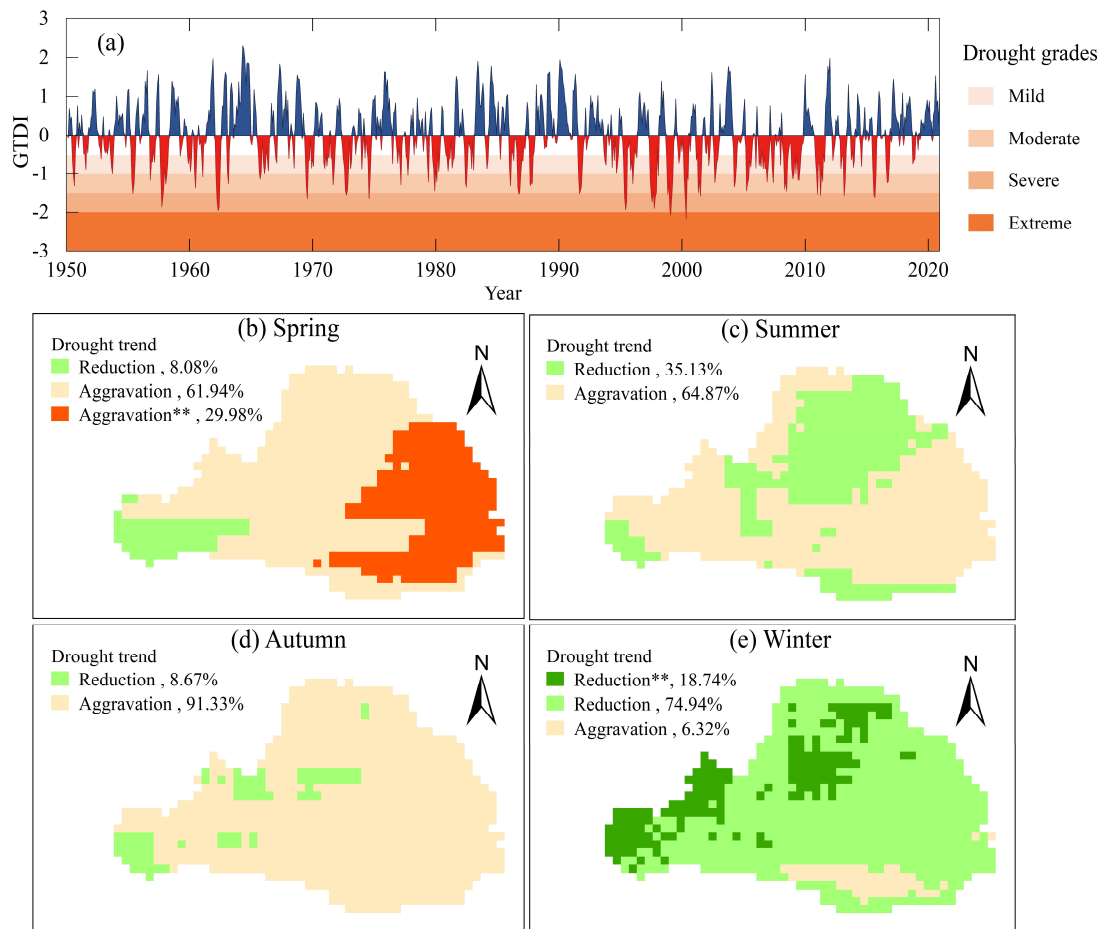 (a)
GTDI
3
2
1
0
-1
-2
-3
1950 1960 1970 1980 1990 2000 2010 2020
Year
Drought grades
Mild
Moderate
Severe
Extreme
(b) Spring
Drought trend
Reduction , 8.08%
Aggravation , 61.94%
Aggravation** , 29.98%
N
(c) Summer
Drought trend
Reduction , 35.13%
Aggravation , 64.87%
N
(d) Autumn
Drought trend
Reduction , 8.67%
Aggravation , 91.33%
N
(e) Winter
Drought trend
Reduction**, 18.74%
Reduction , 74.94%
Aggravation , 6.32%
N